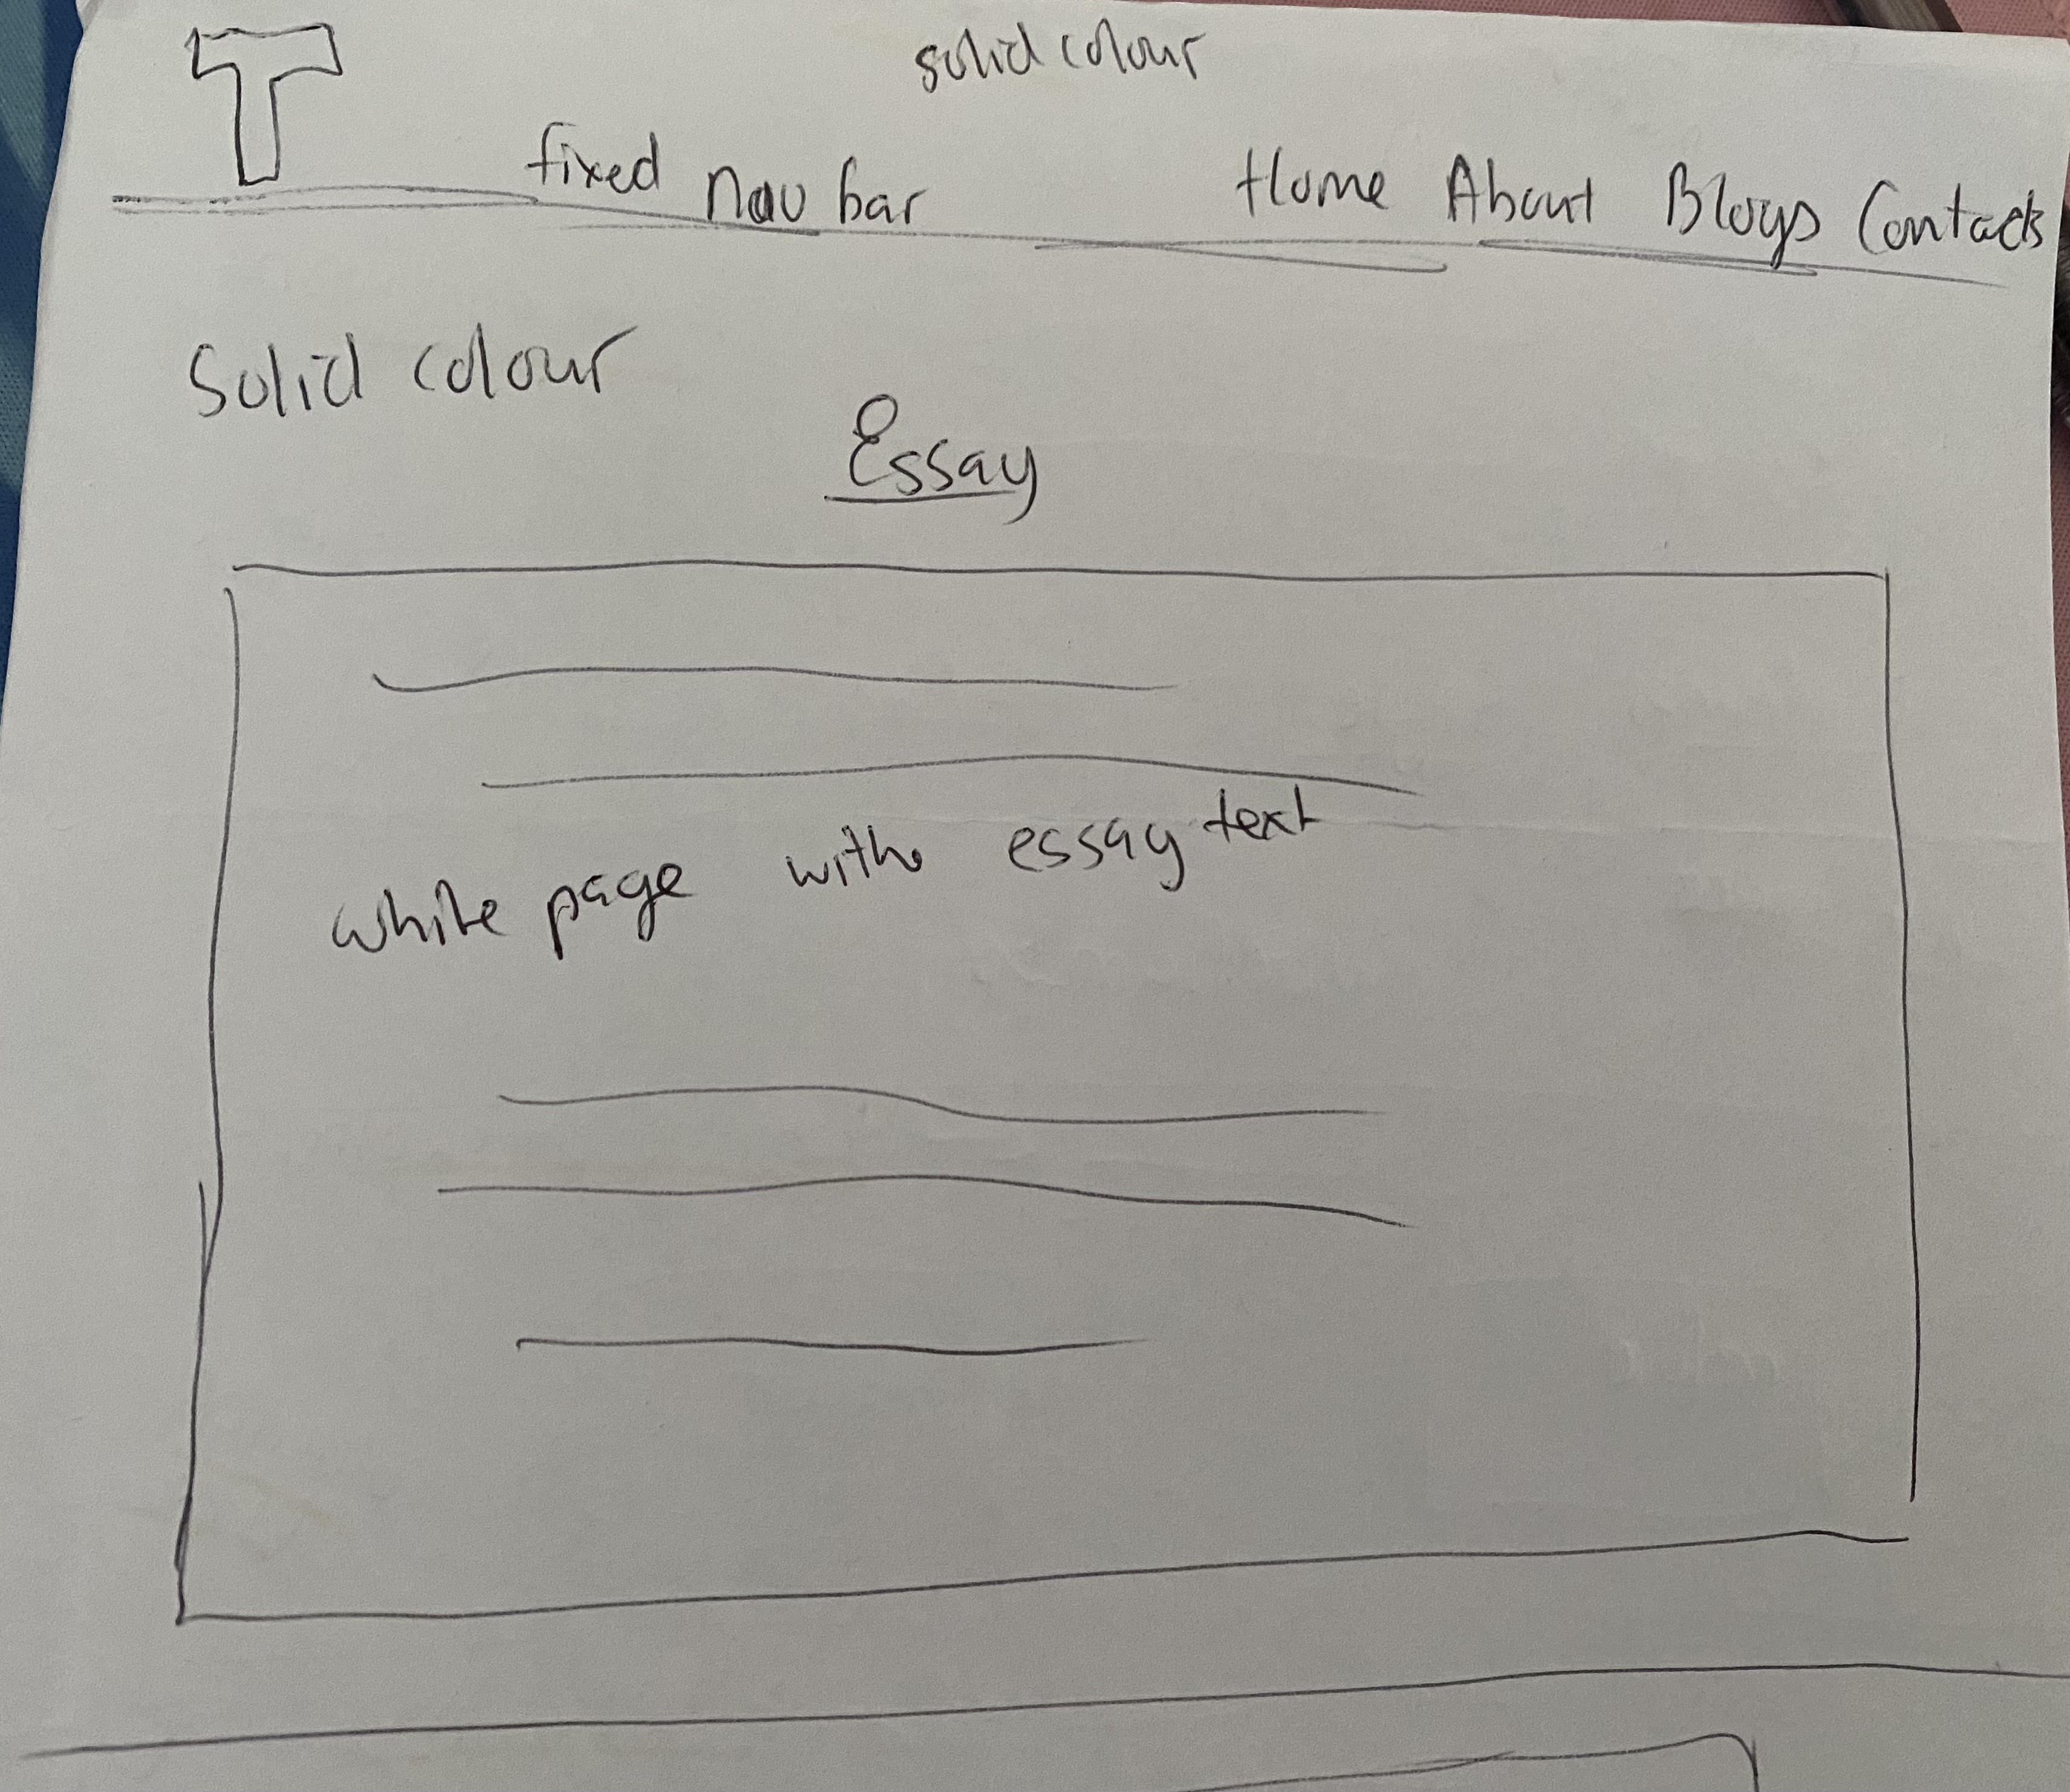 T
solid colour
fixed nav bar Home About Blogs Contacts
Solid colour
Essay
white page with essay text